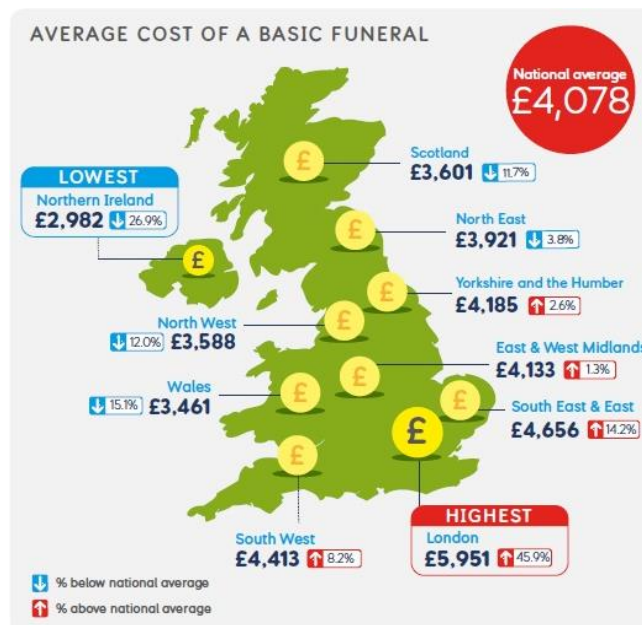 AVERAGE COST OF A BASIC FUNERAL
National average
£4,078
Scotland
£3,601 11.7%
LOWEST
Northern Ireland
£2,982 26.9%
£
£
North East
£3,921 3.8%
£
£
Yorkshire and the Humber
£4,185 2.6%
£
North West
12.0% £3,588
£
East & West Midlands
£4,133 1.3%
£
Wales
15.1% £3,461
£
£
South East & East
£4,656 14.2%
£
£
South West
£4,413 8.2%
HIGHEST
London
£5,951 45.9%
% below national average
% above national average